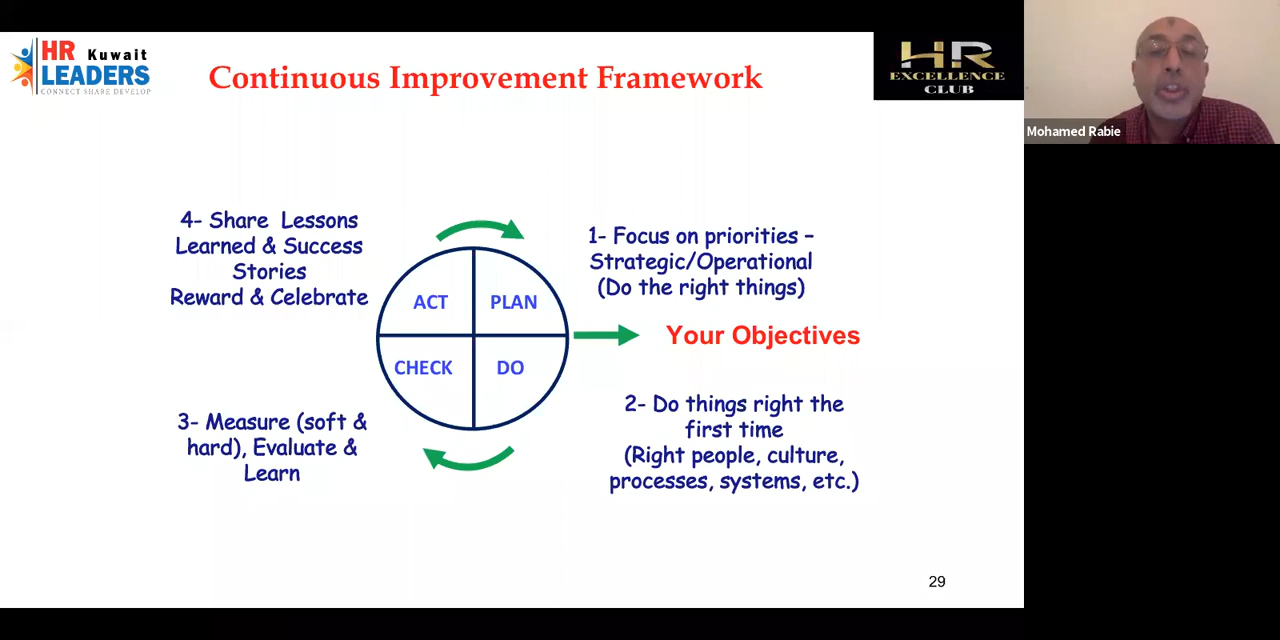 HR Kuwait
LEADERS
CONNECT SHARE DEVELOP
Continuous Improvement Framework
HR
EXCELLENCE
CLUB
Mohamed Rabie
4- Share Lessons
Learned & Success
Stories
Reward & Celebrate
1- Focus on priorities –
Strategic/Operational
(Do the right things)
ACT
PLAN
Your Objectives
CHECK
DO
3- Measure (soft &
hard), Evaluate &
Learn
2- Do things right the
first time
(Right people, culture,
processes, systems, etc.)
29